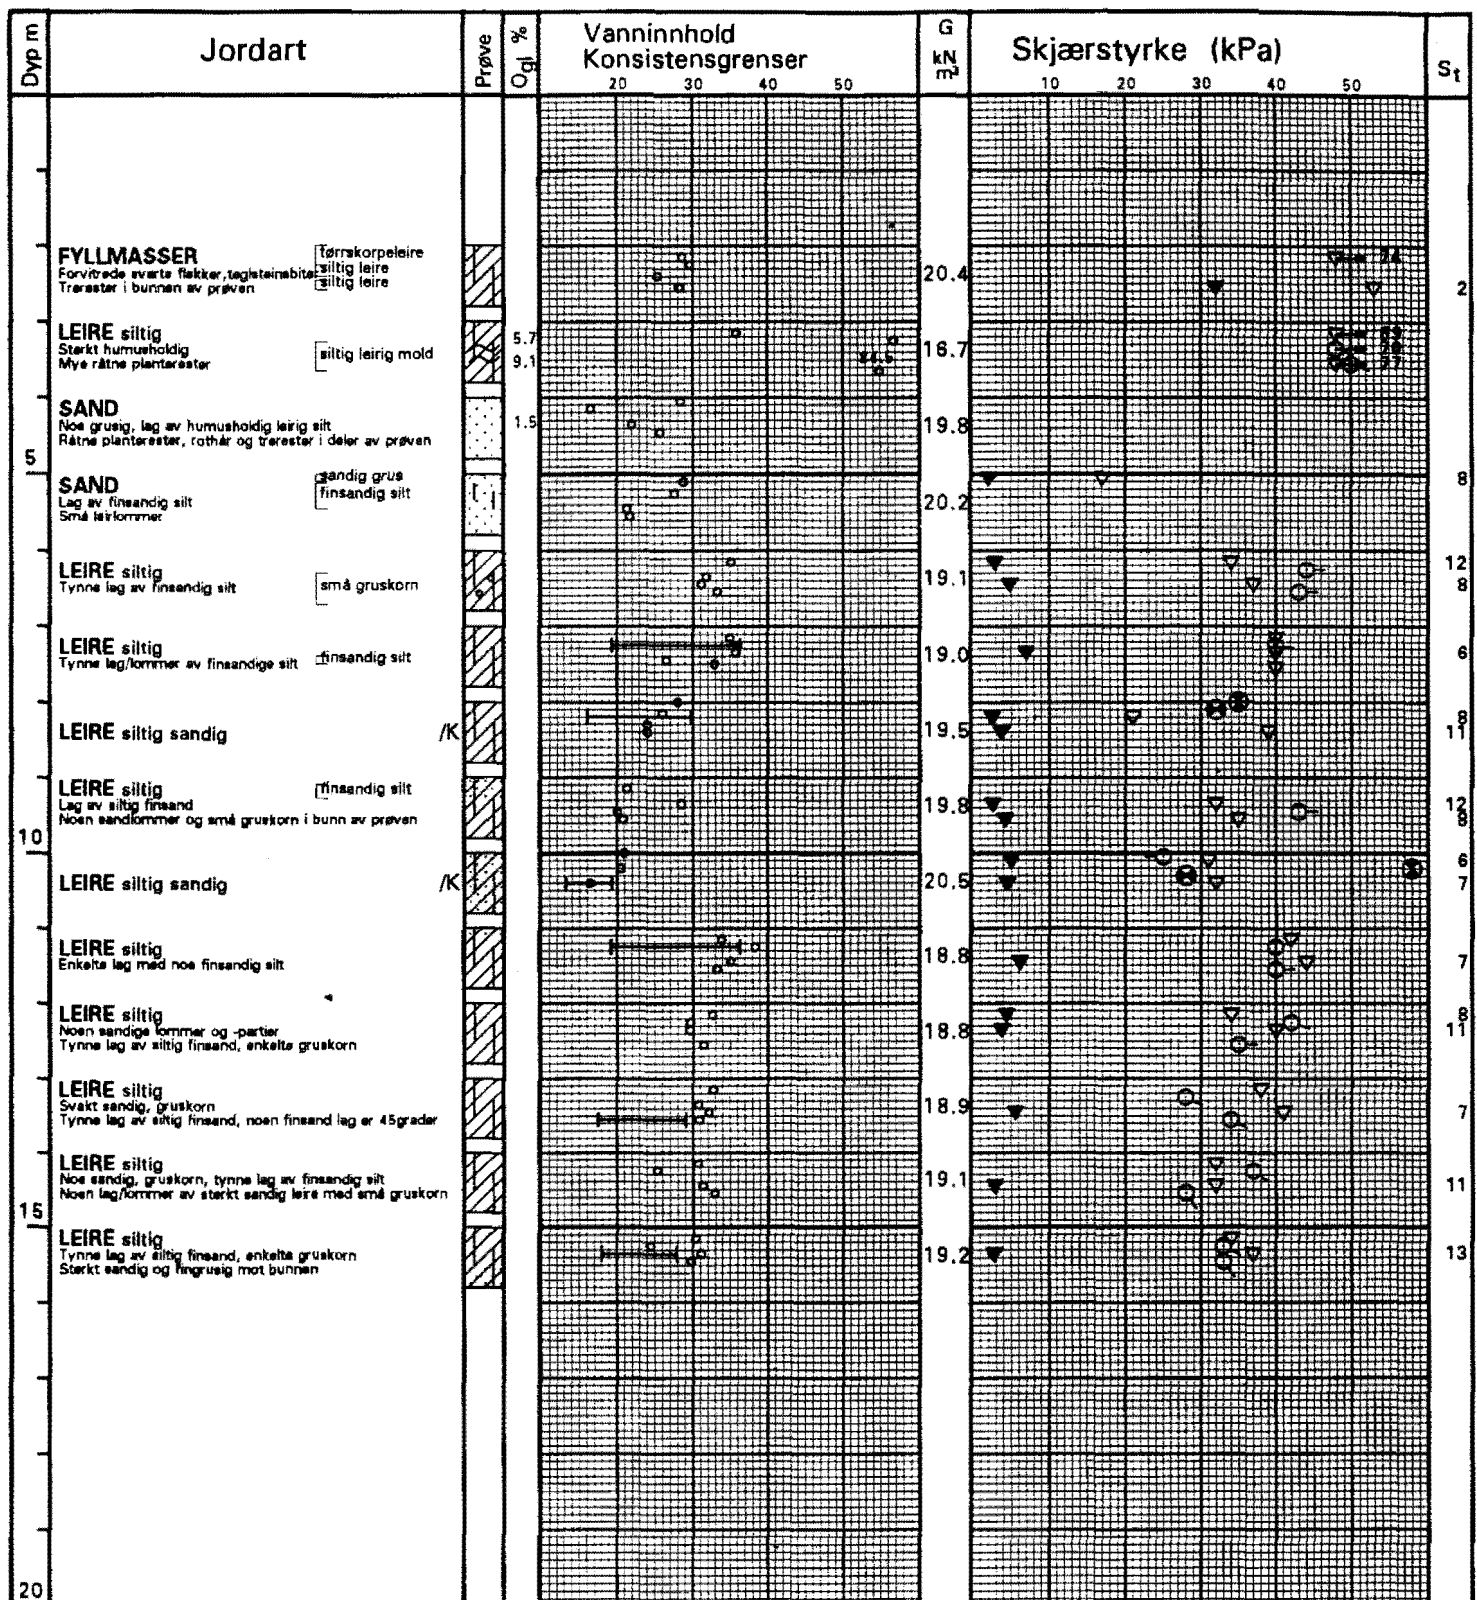 Dyp m
Jordart
Prøve
Ogl %
Vanninnhold
Konsistensgrenser
20 30 40 50
G
kN
m³
Skjærstyrke (kPa)
10 20 30 40 50
St
FYLLMASSER
Forvitrede svarte flekker, teglsteinsbiter
Trerester i bunnen av prøven
tørrskorpeleire
siltig leire
siltig leire
20.4
74
2
LEIRE siltig
Sterkt humusholdig
Mye råtne planterester
siltig leirig mold
5.7
9.1
18.7
77
SAND
Noe grusig, lag av humusholdig leirig silt
Råtne planterester, rothår og trerester i deler av prøven
1.5
19.8
5
SAND
Lag av finsandig silt
Små leirlommer
sandig grus
finsandig silt
20.2
8
LEIRE siltig
Tynne lag av finsandig silt
små gruskorn
19.1
12
8
LEIRE siltig
Tynne lag/lommer av finsandige silt
finsandig silt
19.0
6
LEIRE siltig sandig /K
19.5
8
11
LEIRE siltig
Lag av siltig finsand
Noen sandlommer og små gruskorn i bunn av prøven
finsandig silt
19.8
12
8
10
LEIRE siltig sandig /K
20.5
6
7
LEIRE siltig
Enkelte lag med noe finsandig silt
18.8
7
LEIRE siltig
Noen sandige lommer og -partier
Tynne lag av siltig finsand, enkelte gruskorn
18.8
8
11
LEIRE siltig
Svakt sandig, gruskorn
Tynne lag av siltig finsand, noen finsand lag er 45grader
18.9
7
LEIRE siltig
Noe sandig, gruskorn, tynne lag av finsandig silt
Noen lag/lommer av sterkt sandig leire med små gruskorn
19.1
11
15
LEIRE siltig
Tynne lag av siltig finsand, enkelte gruskorn
Sterkt sandig og fingrusig mot bunnen
19.2
13
20